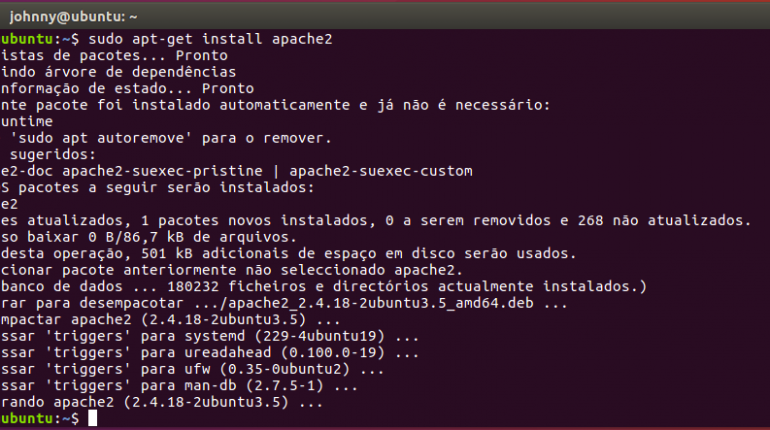 johnny@ubuntu: ~
ubuntu:~$ sudo apt-get install apache2
istas de pacotes... Pronto
indo árvore de dependências
nformação de estado... Pronto
nte pacote foi instalado automaticamente e já não é necessário:
untime
'sudo apt autoremove' para o remover.
sugeridos:
e2-doc apache2-suexec-pristine | apache2-suexec-custom
S pacotes a seguir serão instalados:
e2
es atualizados, 1 pacotes novos instalados, 0 a serem removidos e 268 não atualizados.
so baixar 0 B/86,7 kB de arquivos.
desta operação, 501 kB adicionais de espaço em disco serão usados.
cionar pacote anteriormente não seleccionado apache2.
banco de dados ... 180232 ficheiros e directórios actualmente instalados.)
rar para desempacotar .../apache2_2.4.18-2ubuntu3.5_amd64.deb ...
mpactar apache2 (2.4.18-2ubuntu3.5) ...
ssar 'triggers' para systemd (229-4ubuntu19) ...
ssar 'triggers' para ureadahead (0.100.0-19) ...
ssar 'triggers' para ufw (0.35-0ubuntu2) ...
ssar 'triggers' para man-db (2.7.5-1) ...
rando apache2 (2.4.18-2ubuntu3.5) ...
ubuntu:~$